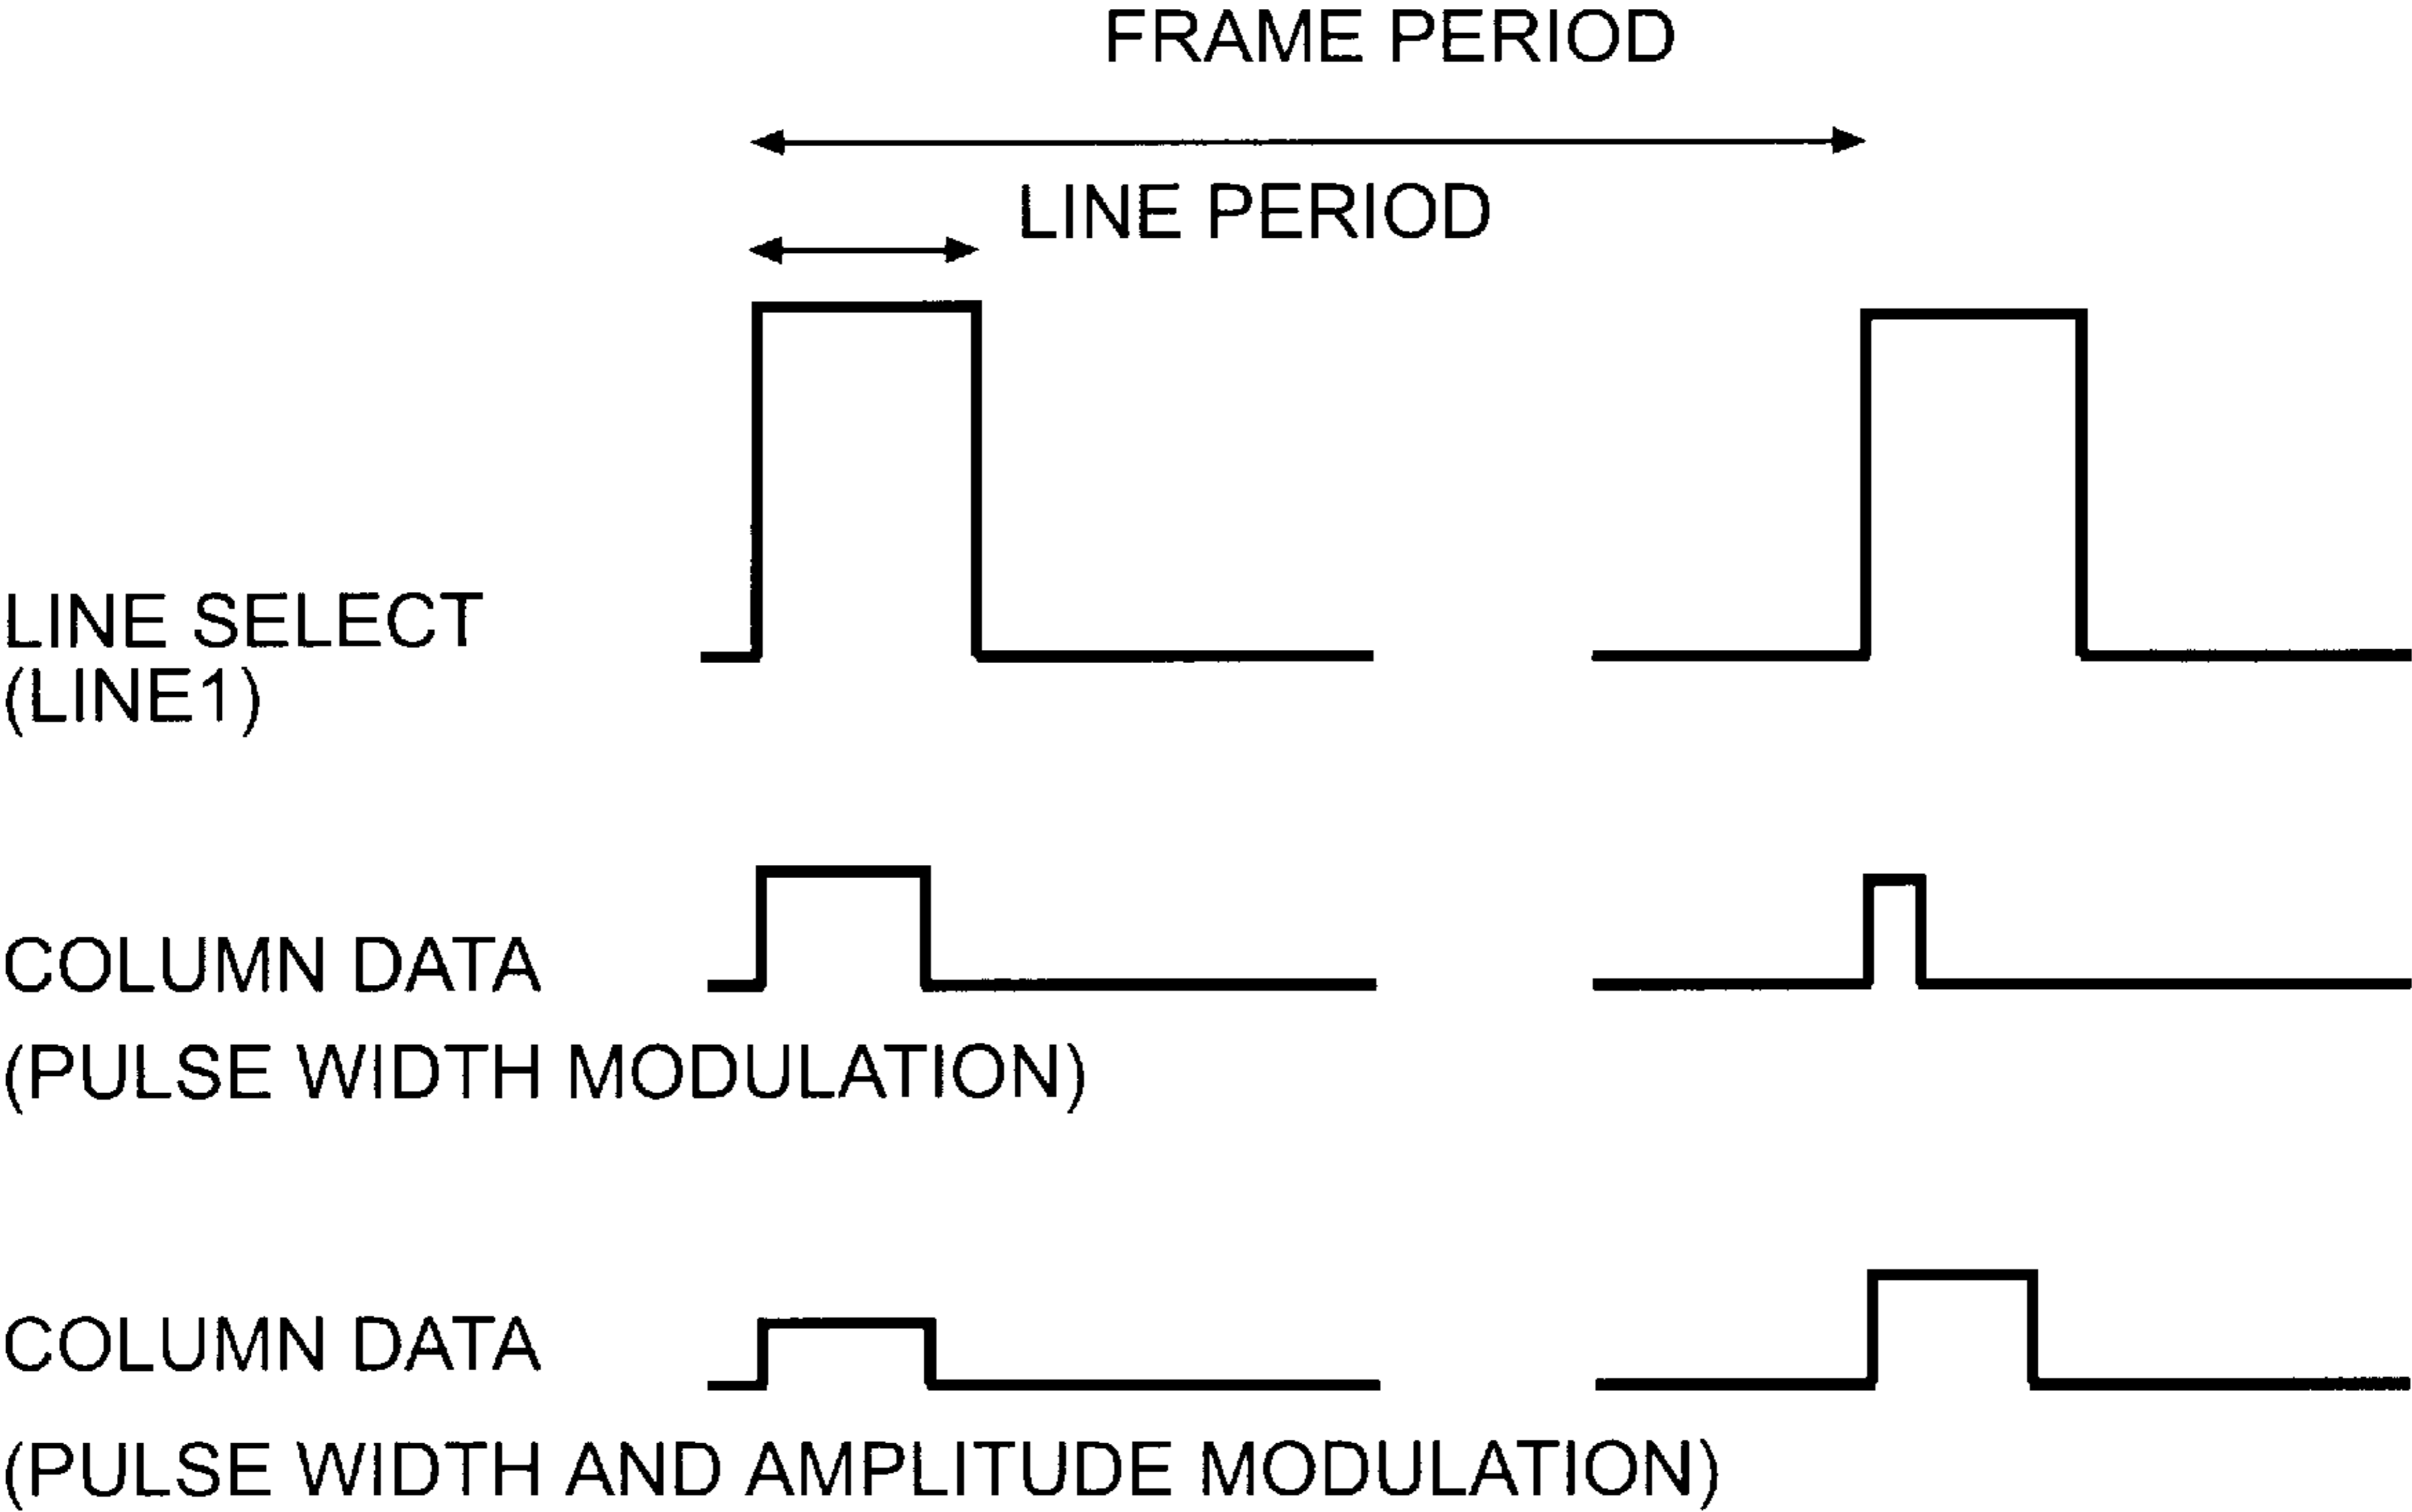 FRAME PERIOD
LINE PERIOD
LINE SELECT
(LINE1)
COLUMN DATA
(PULSE WIDTH MODULATION)
COLUMN DATA
(PULSE WIDTH AND AMPLITUDE MODULATION)